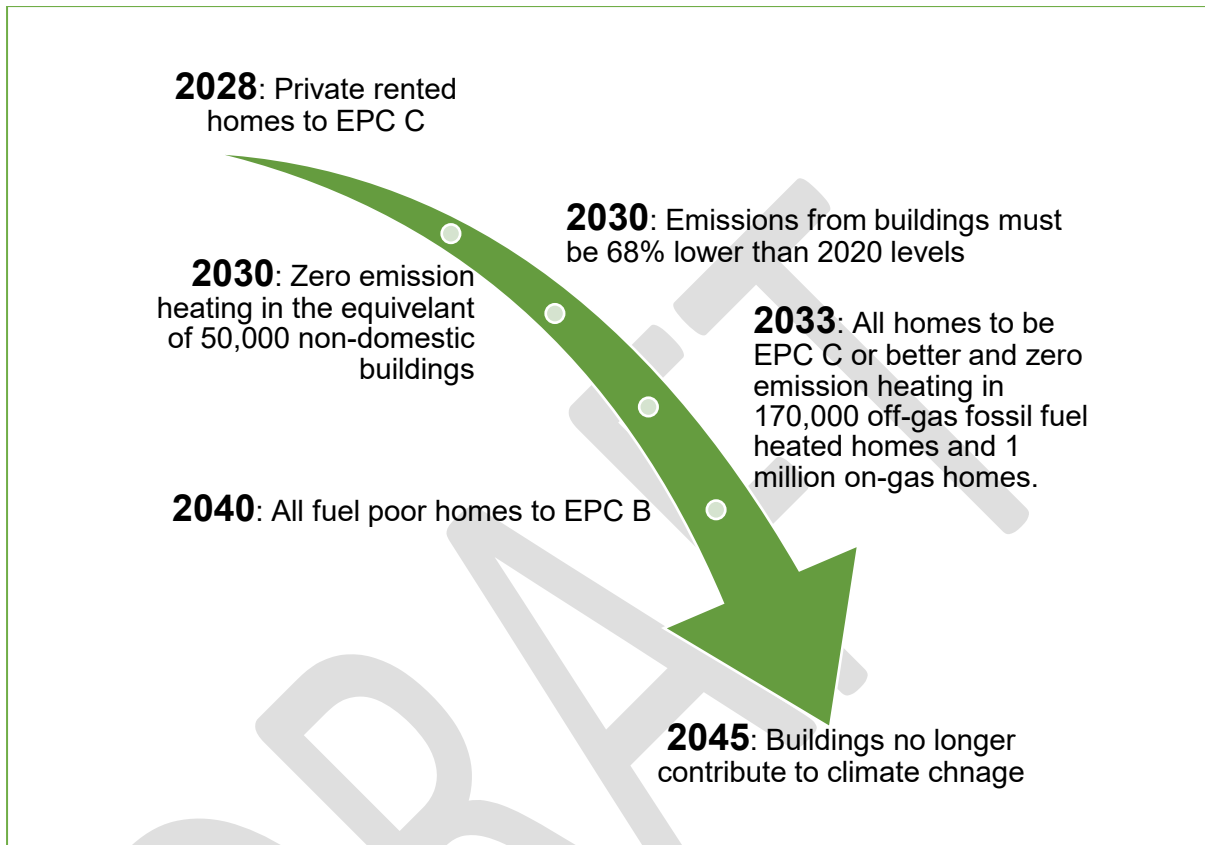 2028: Private rented
homes to EPC C
2030: Emissions from buildings must
be 68% lower than 2020 levels
2030: Zero emission
heating in the equivelant
of 50,000 non-domestic
buildings
2033: All homes to be
EPC C or better and zero
emission heating in
170,000 off-gas fossil fuel
heated homes and 1
million on-gas homes.
2040: All fuel poor homes to EPC B
2045: Buildings no longer
contribute to climate chnage
DRAFT